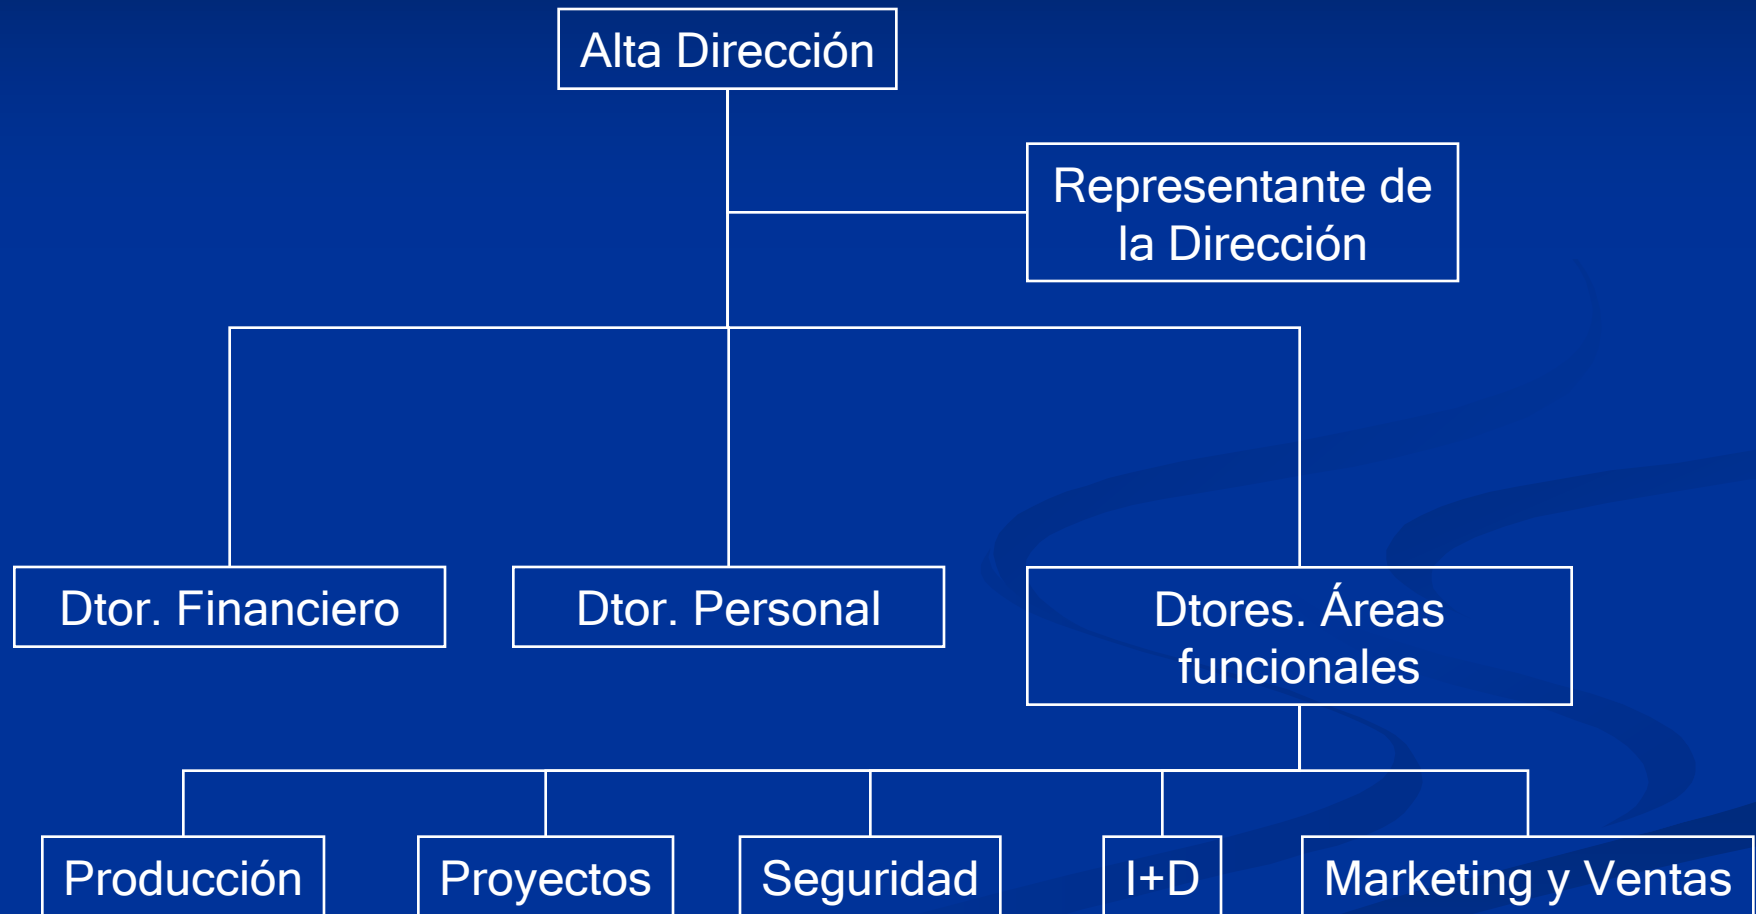 Alta Dirección
Representante de
la Dirección
Dtor. Financiero
Dtor. Personal
Dtores. Áreas
funcionales
Producción
Proyectos
Seguridad
I+D
Marketing y Ventas